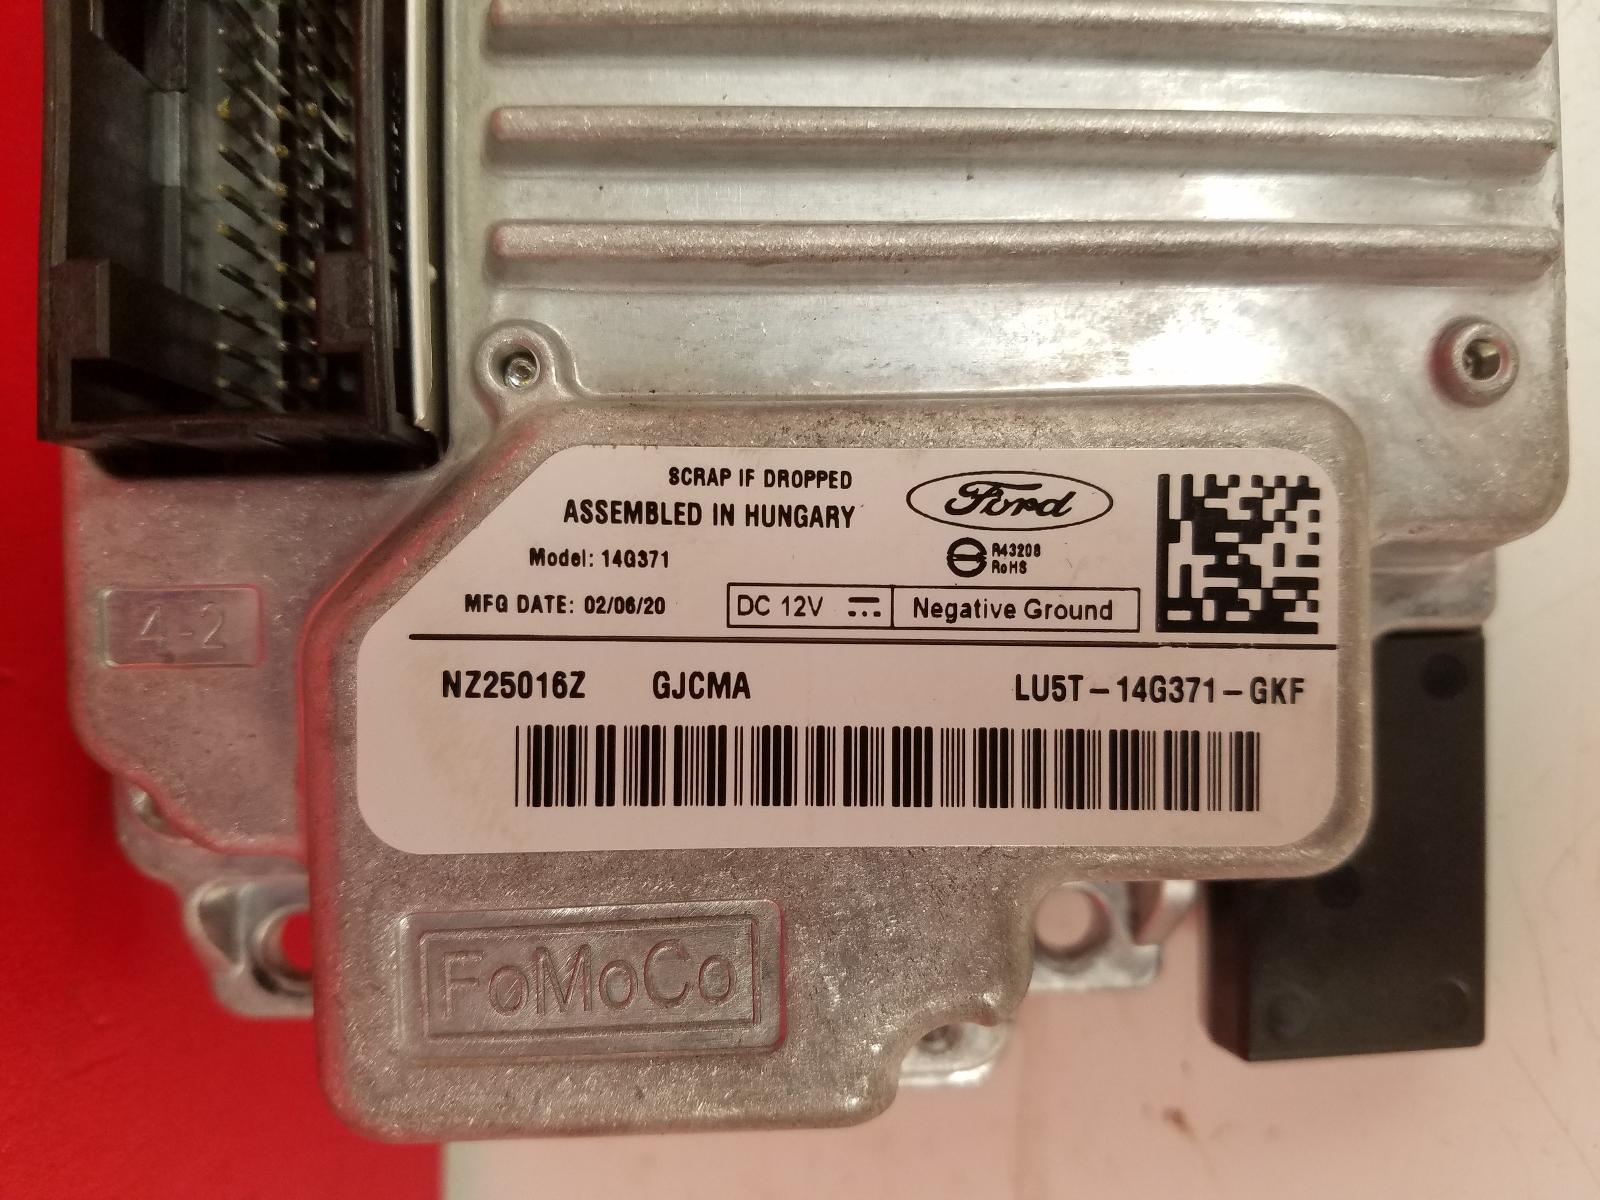 SCRAP IF DROPPED
ASSEMBLED IN HUNGARY
Ford
Model: 14G371
R43208
RoHS
MFG DATE: 02/06/20
DC 12V
Negative Ground
4-2
NZ25016Z GJCMA LU5T-14G371-GKF
FoMoCo